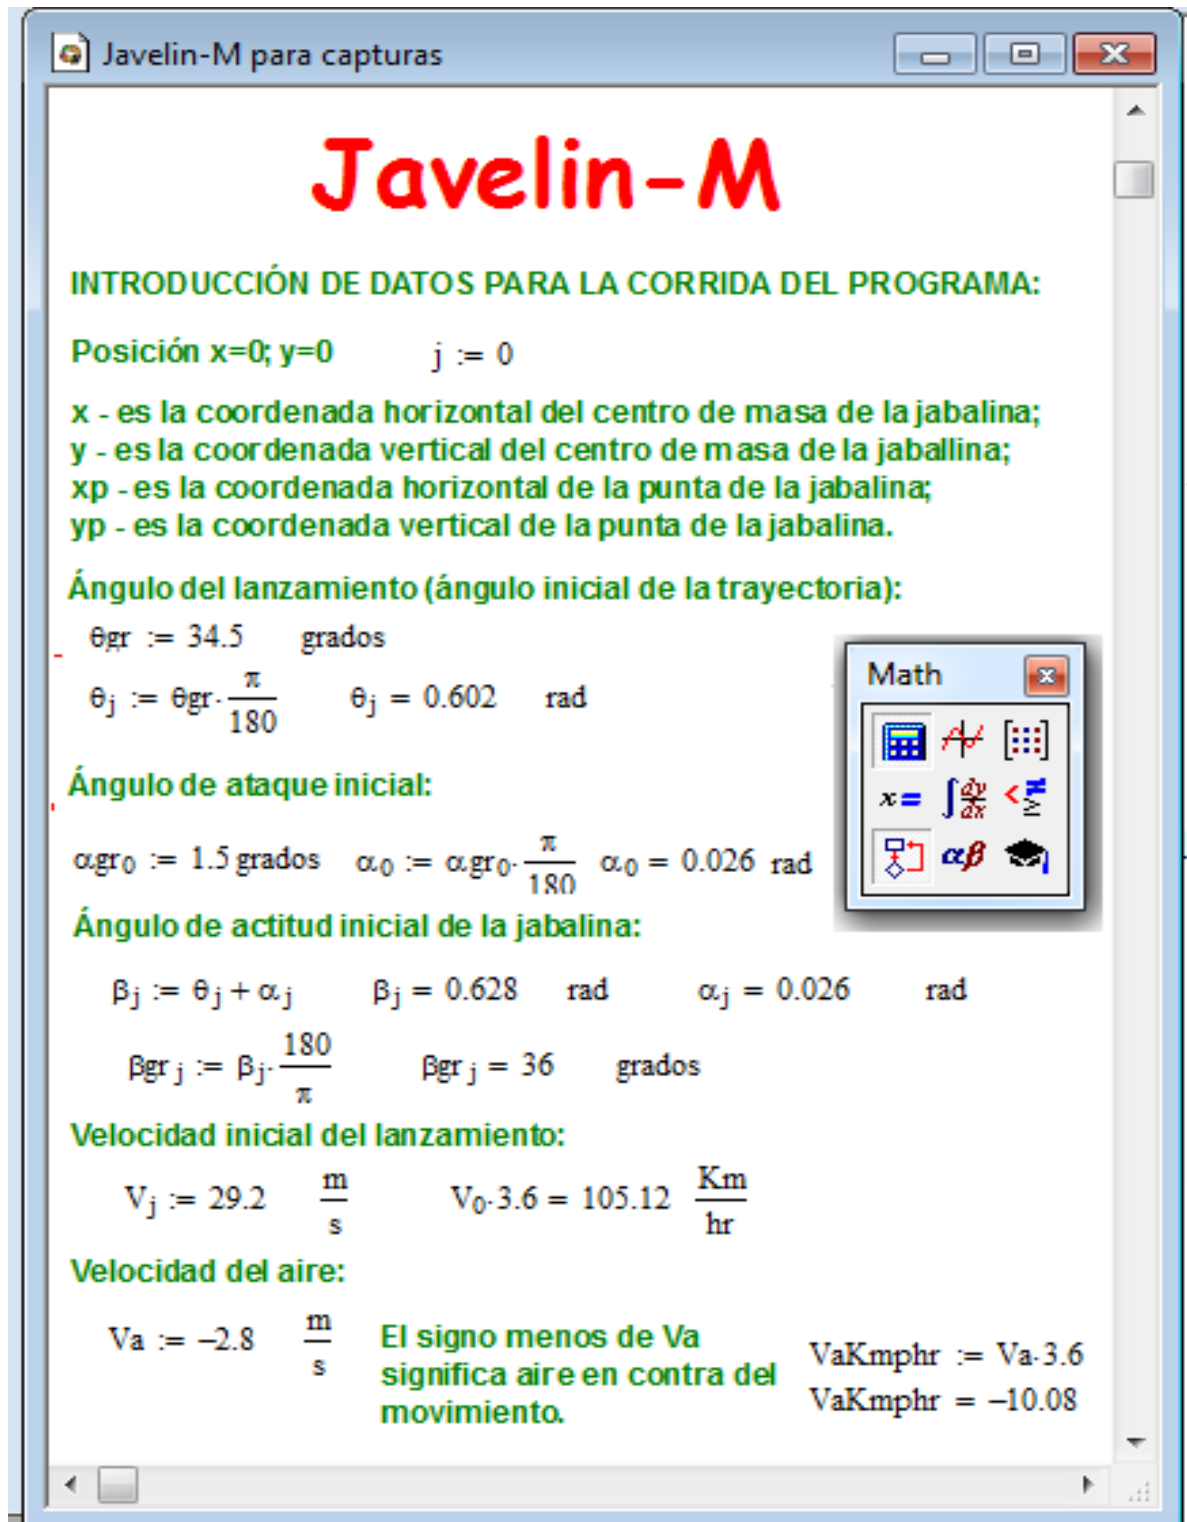 Javelin-M para capturas
Javelin-M
INTRODUCCIÓN DE DATOS PARA LA CORRIDA DEL PROGRAMA:
Posición x=0; y=0 j := 0
x - es la coordenada horizontal del centro de masa de la jabalina;
y - es la coordenada vertical del centro de masa de la jaballina;
xp - es la coordenada horizontal de la punta de la jabalina;
yp - es la coordenada vertical de la punta de la jabalina.
Ángulo del lanzamiento (ángulo inicial de la trayectoria):
θgr := 34.5 grados
θj := θgr·π/180 θj = 0.602 rad
Math
x=
∫ dy/dx
< ≠ ≥
αβ
Ángulo de ataque inicial:
αgr0 := 1.5 grados α0 := αgr0·π/180 α0 = 0.026 rad
Ángulo de actitud inicial de la jabalina:
βj := θj + αj βj = 0.628 rad αj = 0.026 rad
βgr j := βj·180/π βgr j = 36 grados
Velocidad inicial del lanzamiento:
Vj := 29.2 m/s V0·3.6 = 105.12 Km/hr
Velocidad del aire:
Va := −2.8 m/s
El signo menos de Va
significa aire en contra del
movimiento.
VaKmphr := Va·3.6
VaKmphr = −10.08